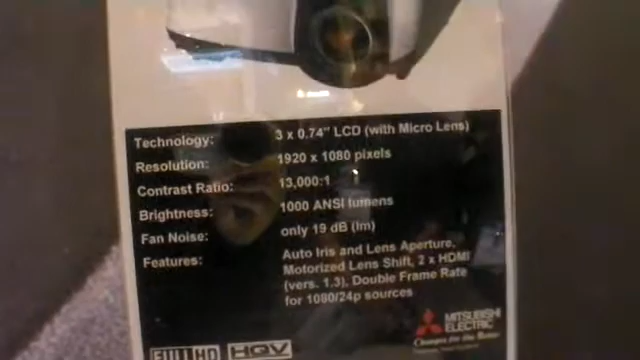 Technology: 3 x 0.74" LCD (with Micro Lens)
Resolution: 1920 x 1080 pixels
Contrast Ratio: 13,000:1
Brightness: 1000 ANSI lumens
Fan Noise: only 19 dB (lm)
Features: Auto Iris and Lens Aperture,
Motorized Lens Shift, 2 x HDMI
(vers. 1.3), Double Frame Rate
for 1080/24p sources
MITSUBISHI
ELECTRIC
Changes for the Better
FULL HD HQV